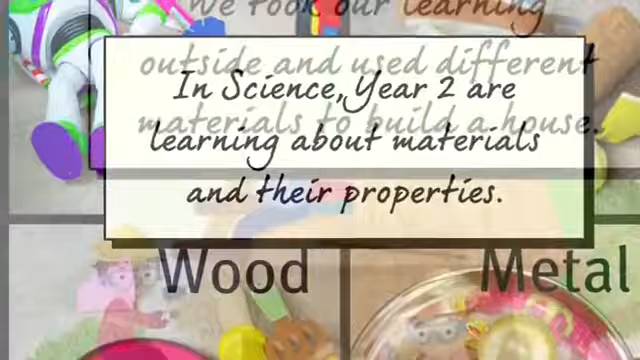 We took our learning
outside and used different
materials to build a house.
In Science, Year 2 are
learning about materials
and their properties.
Wood
Metal